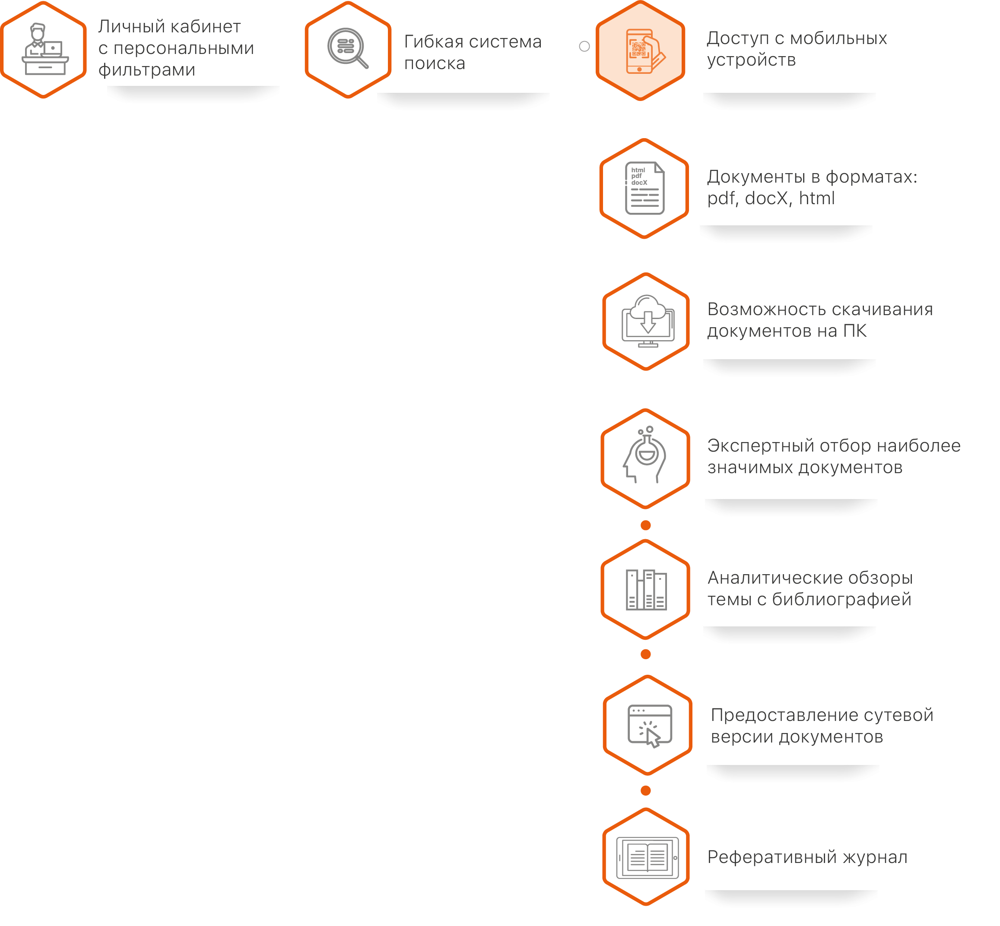 Личный кабинет
с персональными
фильтрами
Гибкая система
поиска
Доступ с мобильных
устройств
html
pdf
docX
Документы в форматах:
pdf, docX, html
Возможность скачивания
документов на ПК
Экспертный отбор наиболее
значимых документов
Аналитические обзоры
темы с библиографией
Предоставление сутевой
версии документов
Реферативный журнал